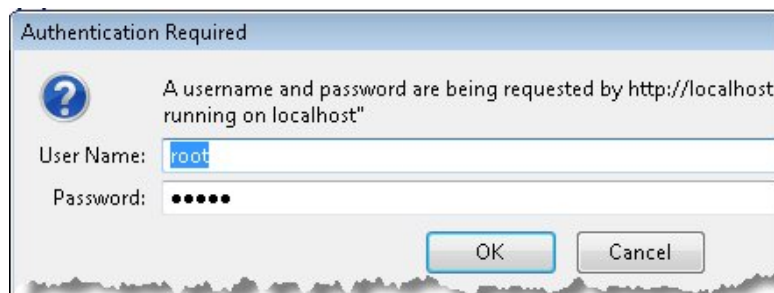 Authentication Required
A username and password are being requested by http://localhost
running on localhost"
User Name: root
Password: •••••
OK Cancel